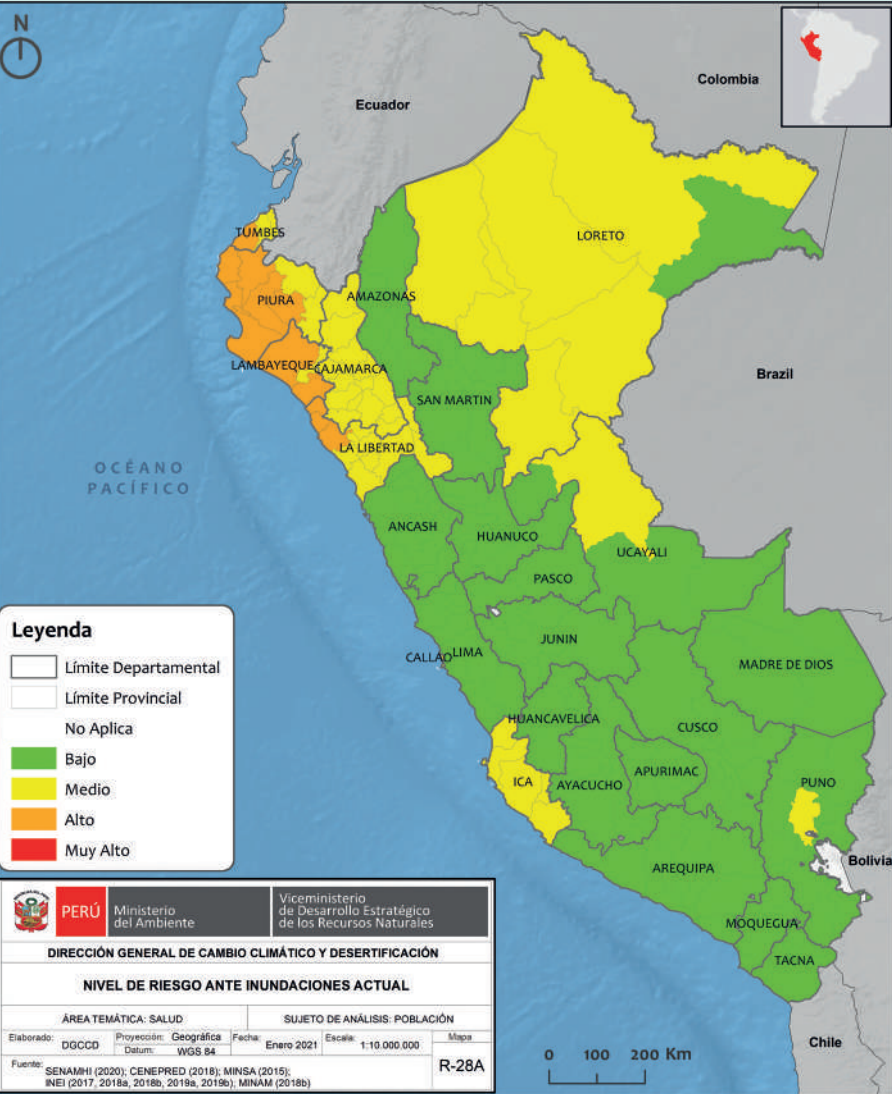 N
Colombia
Ecuador
TUMBES
LORETO
PIURA
AMAZONAS
LAMBAYEQUE
CAJAMARCA
Brazil
SAN MARTIN
LA LIBERTAD
OCÉANO
PACÍFICO
ANCASH
HUANUCO
UCAYALI
PASCO
JUNIN
CALLAO
LIMA
MADRE DE DIOS
HUANCAVELICA
CUSCO
ICA
AYACUCHO
APURIMAC
PUNO
AREQUIPA
Bolivia
MOQUEGUA
TACNA
Chile
0 100 200 Km
Leyenda
Límite Departamental
Límite Provincial
No Aplica
Bajo
Medio
Alto
Muy Alto
PERÚ
Ministerio
del Ambiente
Viceministerio
de Desarrollo Estratégico
de los Recursos Naturales
DIRECCIÓN GENERAL DE CAMBIO CLIMÁTICO Y DESERTIFICACIÓN
NIVEL DE RIESGO ANTE INUNDACIONES ACTUAL
ÁREA TEMÁTICA: SALUD
SUJETO DE ANÁLISIS: POBLACIÓN
Elaborado: DGCCD
Proyección: Geográfica
Datum: WGS 84
Fecha: Enero 2021
Escala: 1:10.000.000
Mapa
R-28A
Fuente: SENAMHI (2020); CENEPRED (2018); MINSA (2015);
INEI (2017, 2018a, 2018b, 2019a, 2019b); MINAM (2018b)